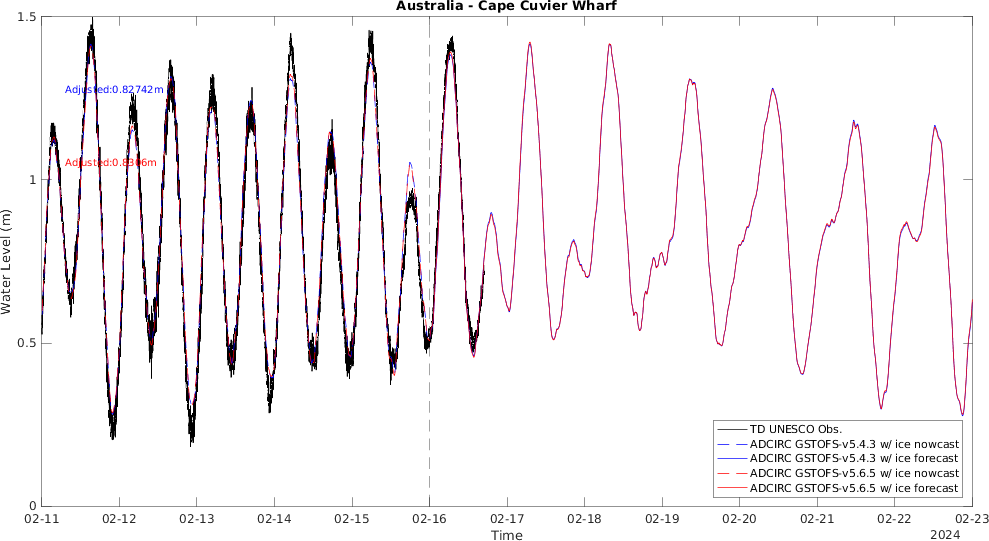 Australia - Cape Cuvier Wharf
1.5
Adjusted:0.82742m
Adjusted:0.8306m
1
Water Level (m)
0.5
0
TD UNESCO Obs.
ADCIRC GSTOFS-v5.4.3 w/ ice nowcast
ADCIRC GSTOFS-v5.4.3 w/ ice forecast
ADCIRC GSTOFS-v5.6.5 w/ ice nowcast
ADCIRC GSTOFS-v5.6.5 w/ ice forecast
02-11 02-12 02-13 02-14 02-15 02-16 02-17 02-18 02-19 02-20 02-21 02-22 02-23
Time
2024